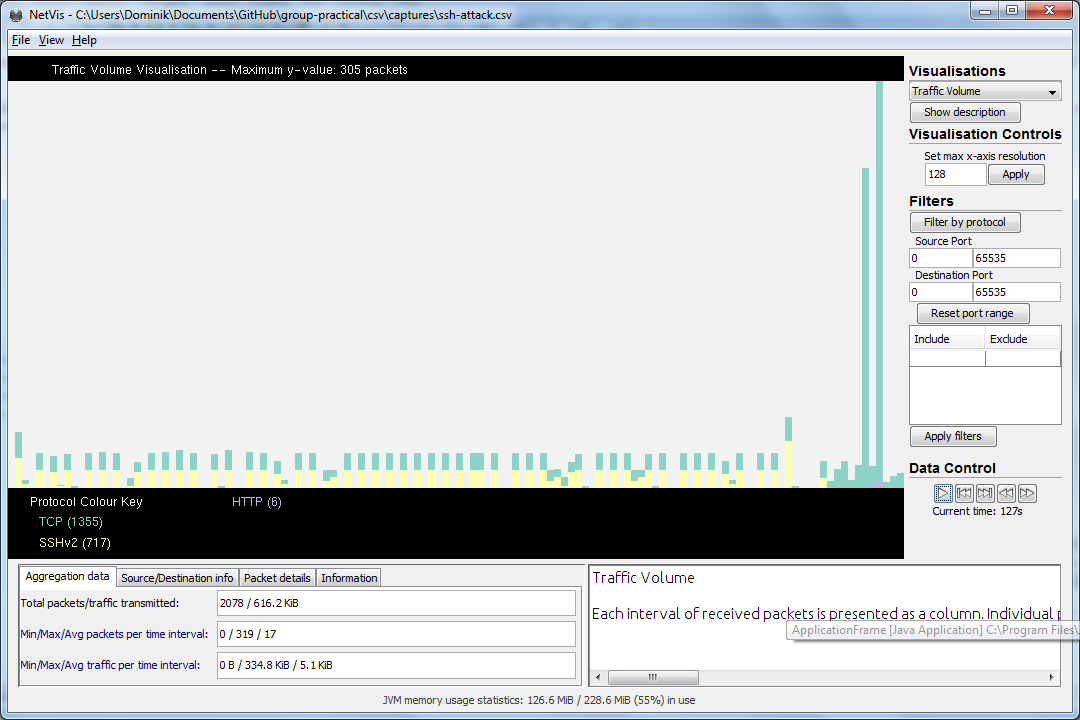 NetVis - C:\Users\Dominik\Documents\GitHub\group-practical\csv\captures\ssh-attack.csv
File View Help
Traffic Volume Visualisation -- Maximum y-value: 305 packets
Protocol Colour Key
HTTP (6)
TCP (1355)
SSHv2 (717)
Visualisations
Traffic Volume
Show description
Visualisation Controls
Set max x-axis resolution
128 Apply
Filters
Filter by protocol
Source Port
0 65535
Destination Port
0 65535
Reset port range
Include Exclude
Apply filters
Data Control
Current time: 127s
Aggregation data Source/Destination info Packet details Information
Total packets/traffic transmitted: 2078 / 616.2 KiB
Min/Max/Avg packets per time interval: 0 / 319 / 17
Min/Max/Avg traffic per time interval: 0 B / 334.8 KiB / 5.1 KiB
Traffic Volume
Each interval of received packets is presented as a column. Individual
ApplicationFrame [Java Application] C:\Program Files\
JVM memory usage statistics: 126.6 MiB / 228.6 MiB (55%) in use